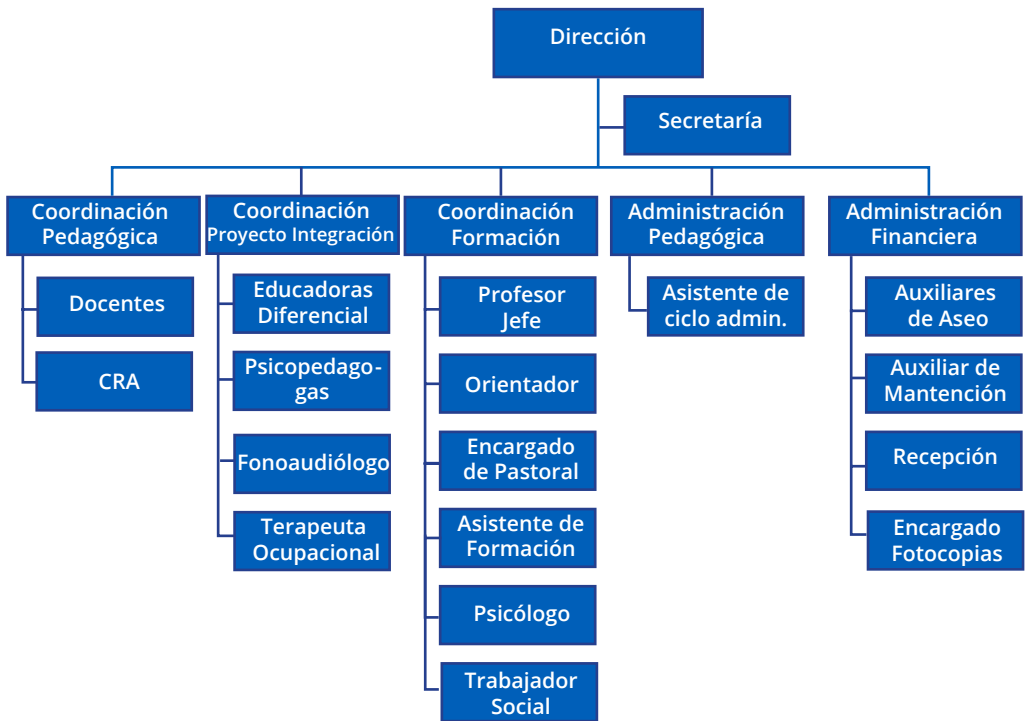 Dirección
Secretaría
Coordinación
Pedagógica
Coordinación
Proyecto Integración
Coordinación
Formación
Administración
Pedagógica
Administración
Financiera
Docentes
CRA
Educadoras
Diferencial
Psicopedago-
gas
Fonoaudiólogo
Terapeuta
Ocupacional
Profesor
Jefe
Orientador
Encargado
de Pastoral
Asistente de
Formación
Psicólogo
Trabajador
Social
Asistente de
ciclo admin.
Auxiliares
de Aseo
Auxiliar de
Mantención
Recepción
Encargado
Fotocopias